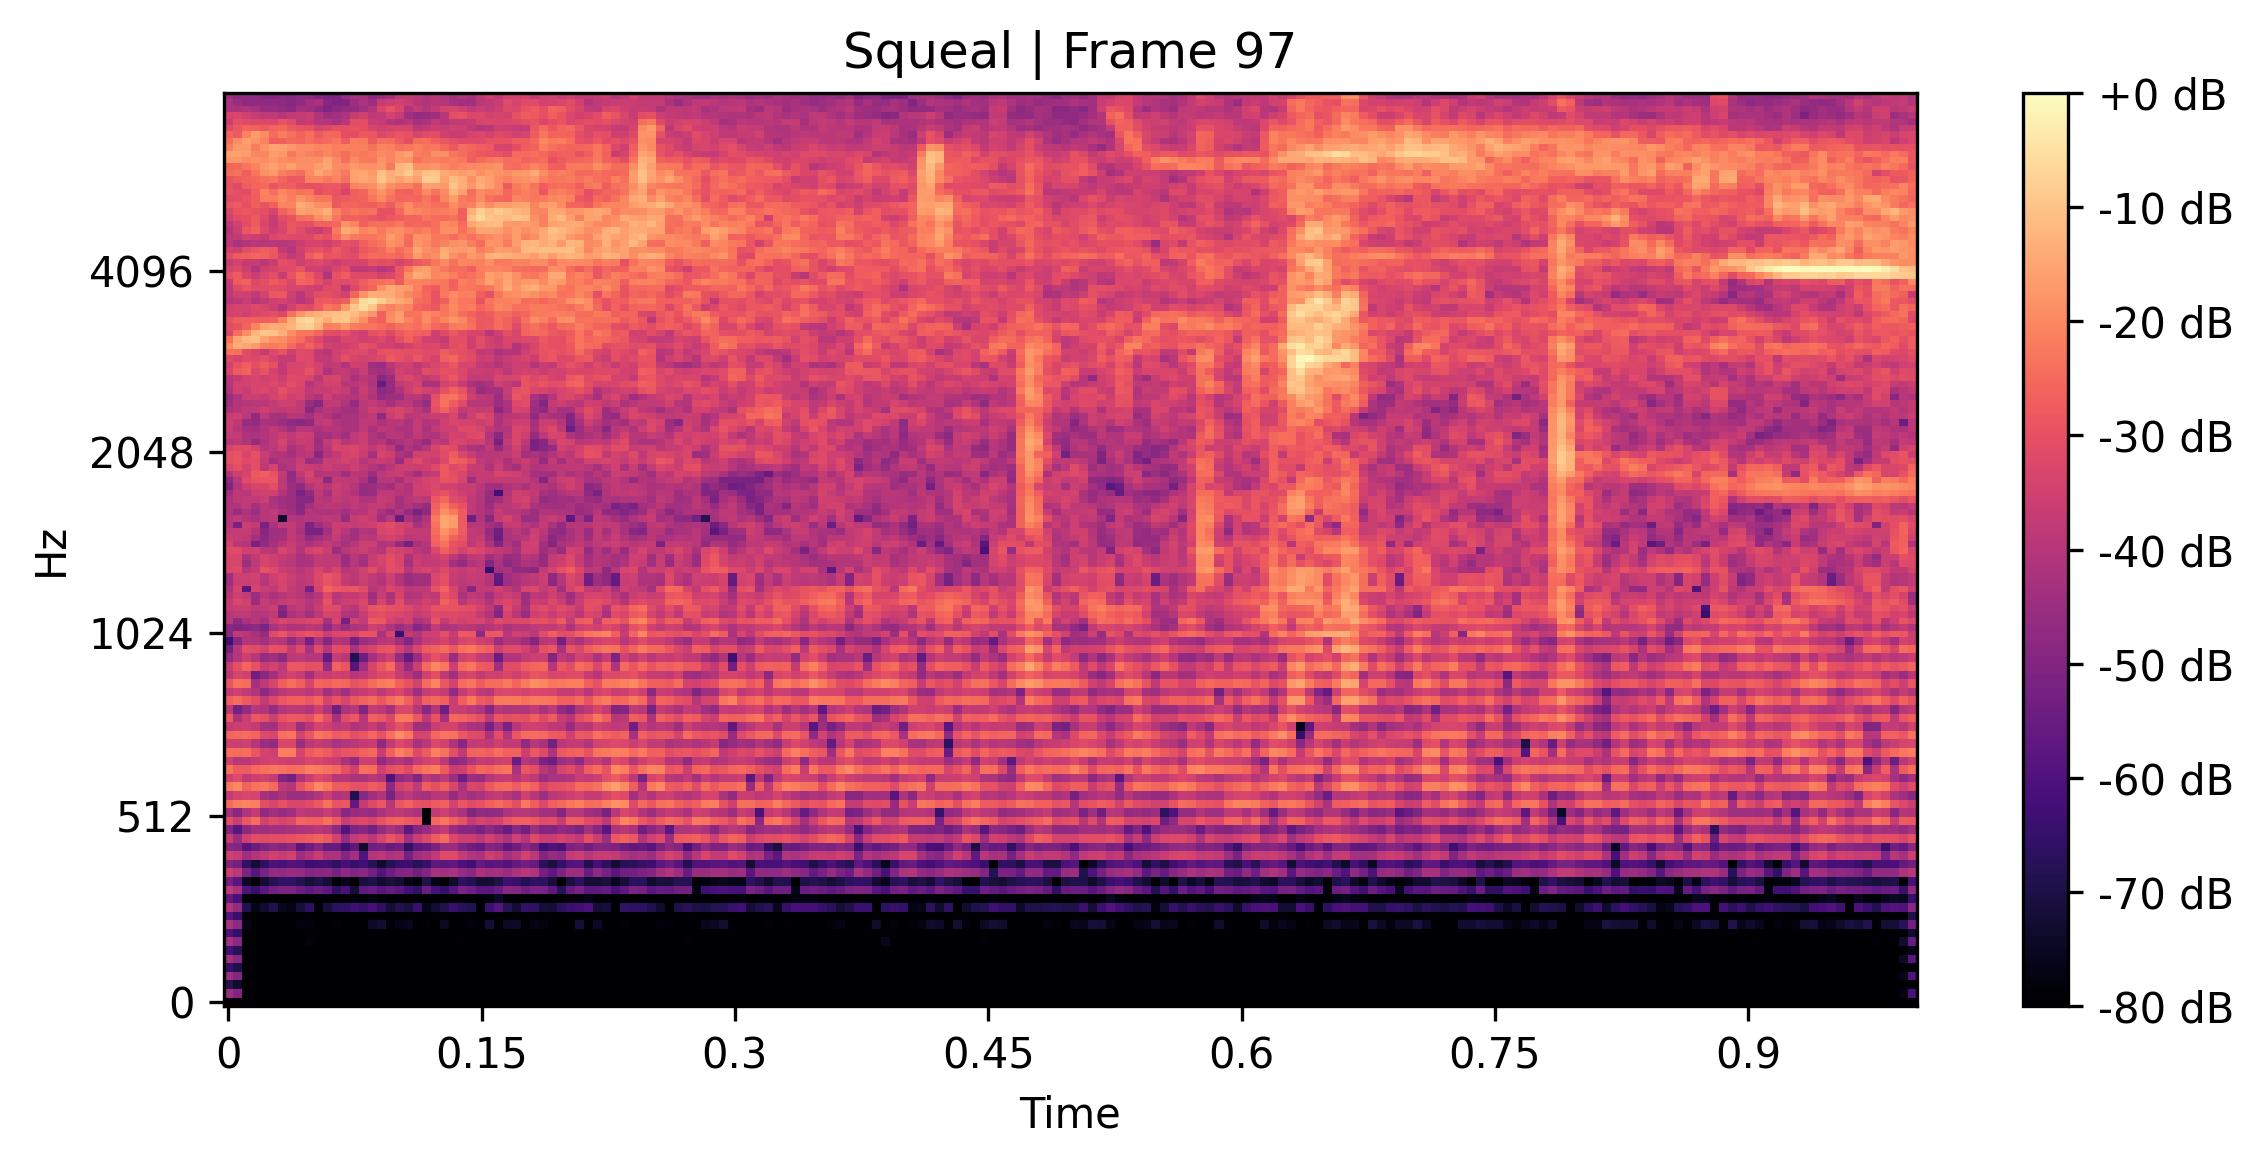 Squeal | Frame 97
Hz
4096
2048
1024
512
0
0 0.15 0.3 0.45 0.6 0.75 0.9
Time
+0 dB
-10 dB
-20 dB
-30 dB
-40 dB
-50 dB
-60 dB
-70 dB
-80 dB